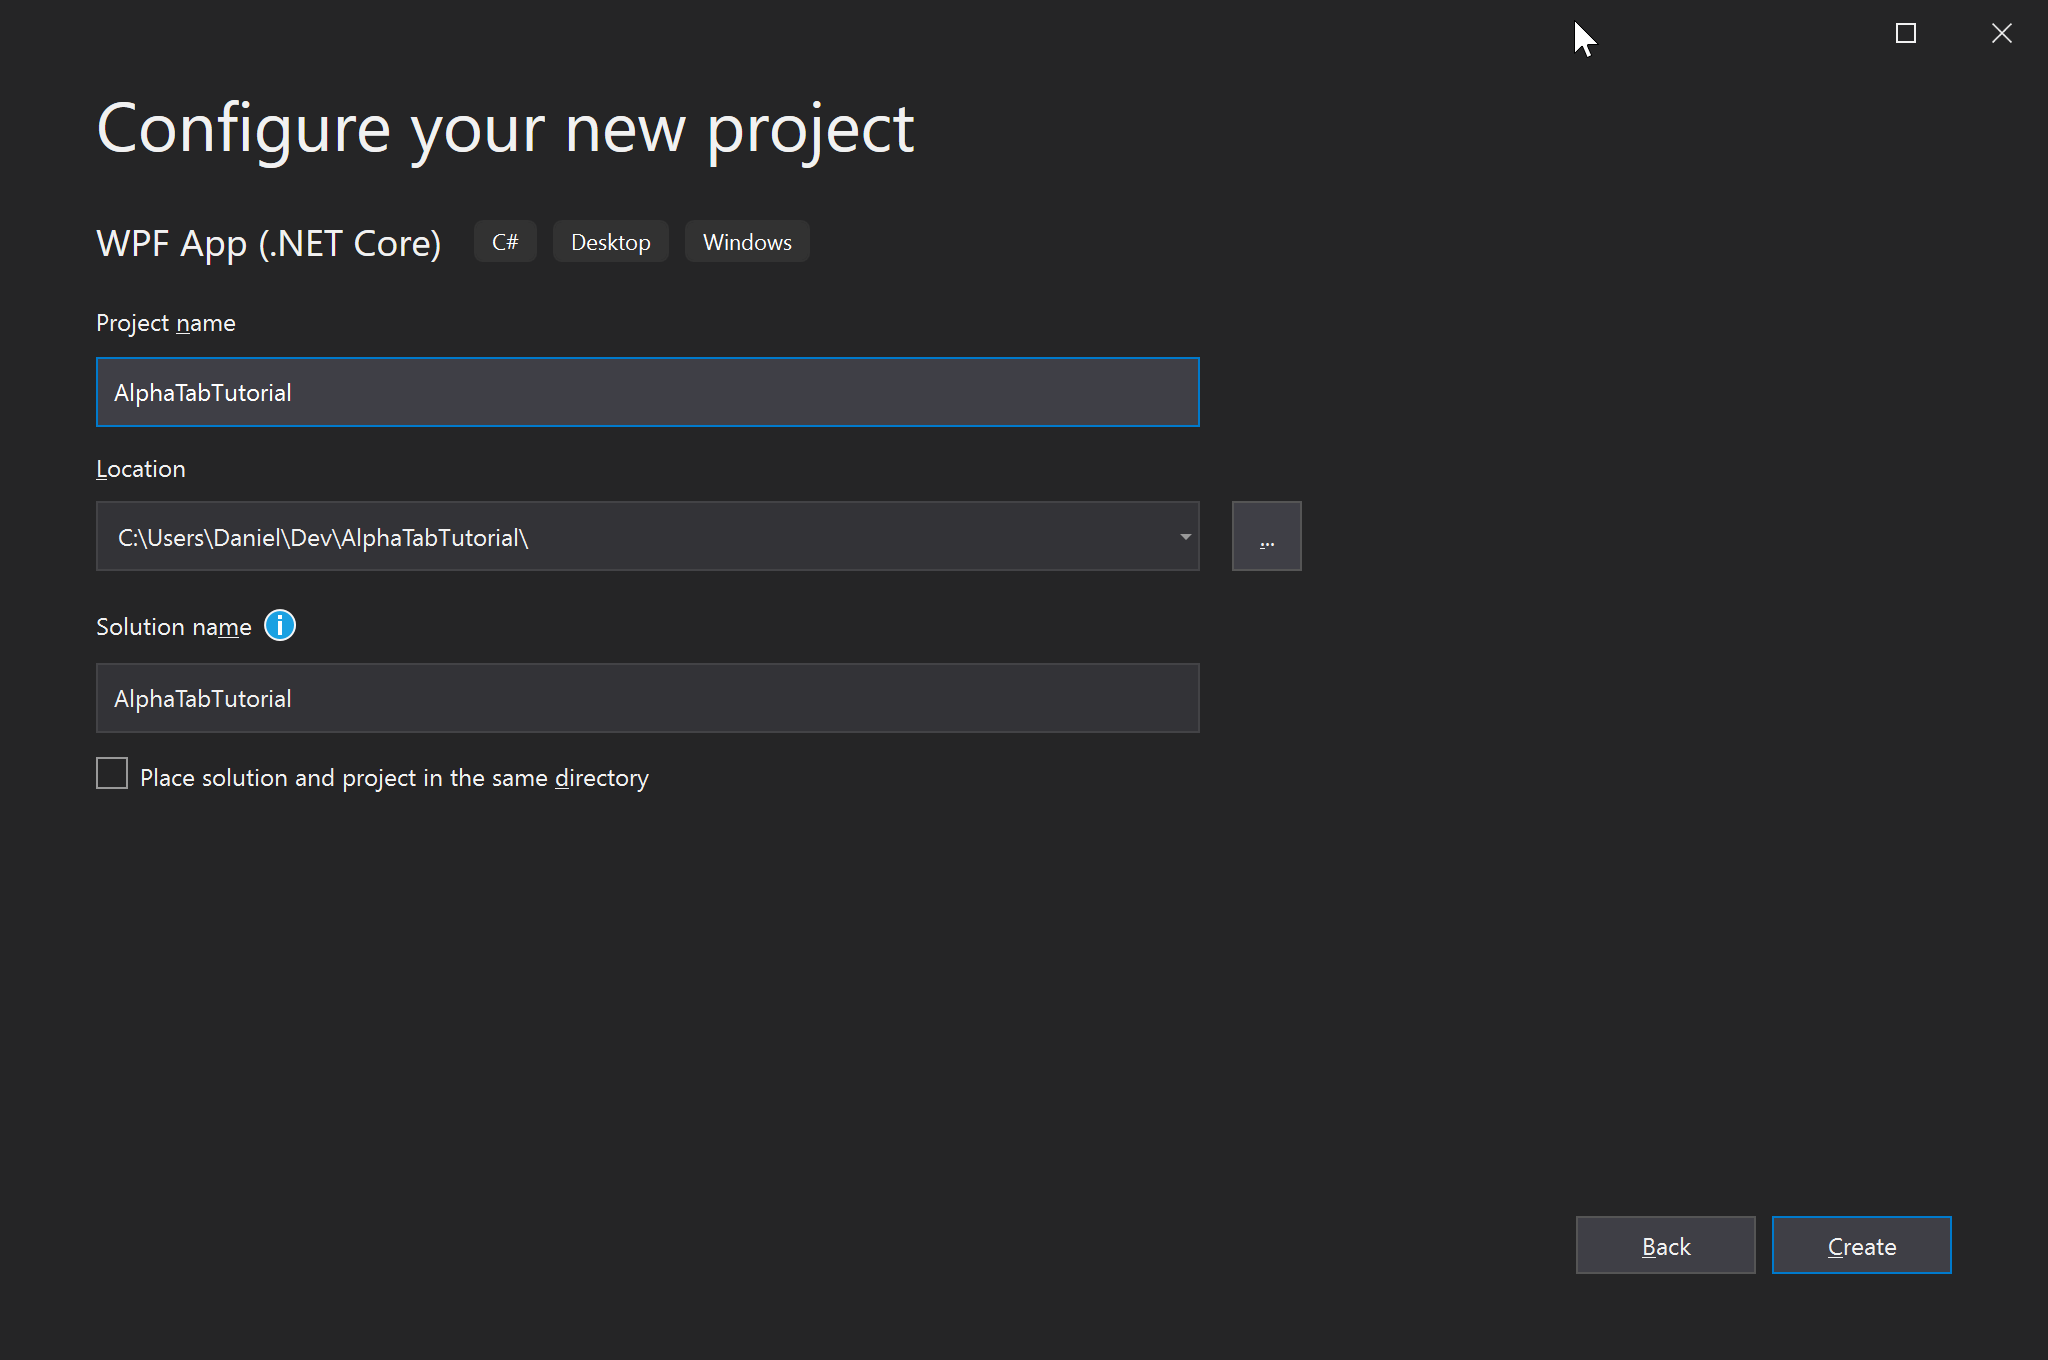 Configure your new project
WPF App (.NET Core) C# Desktop Windows
Project name
AlphaTabTutorial
Location
C:\Users\Daniel\Dev\AlphaTabTutorial\
...
Solution name
AlphaTabTutorial
Place solution and project in the same directory
Back Create